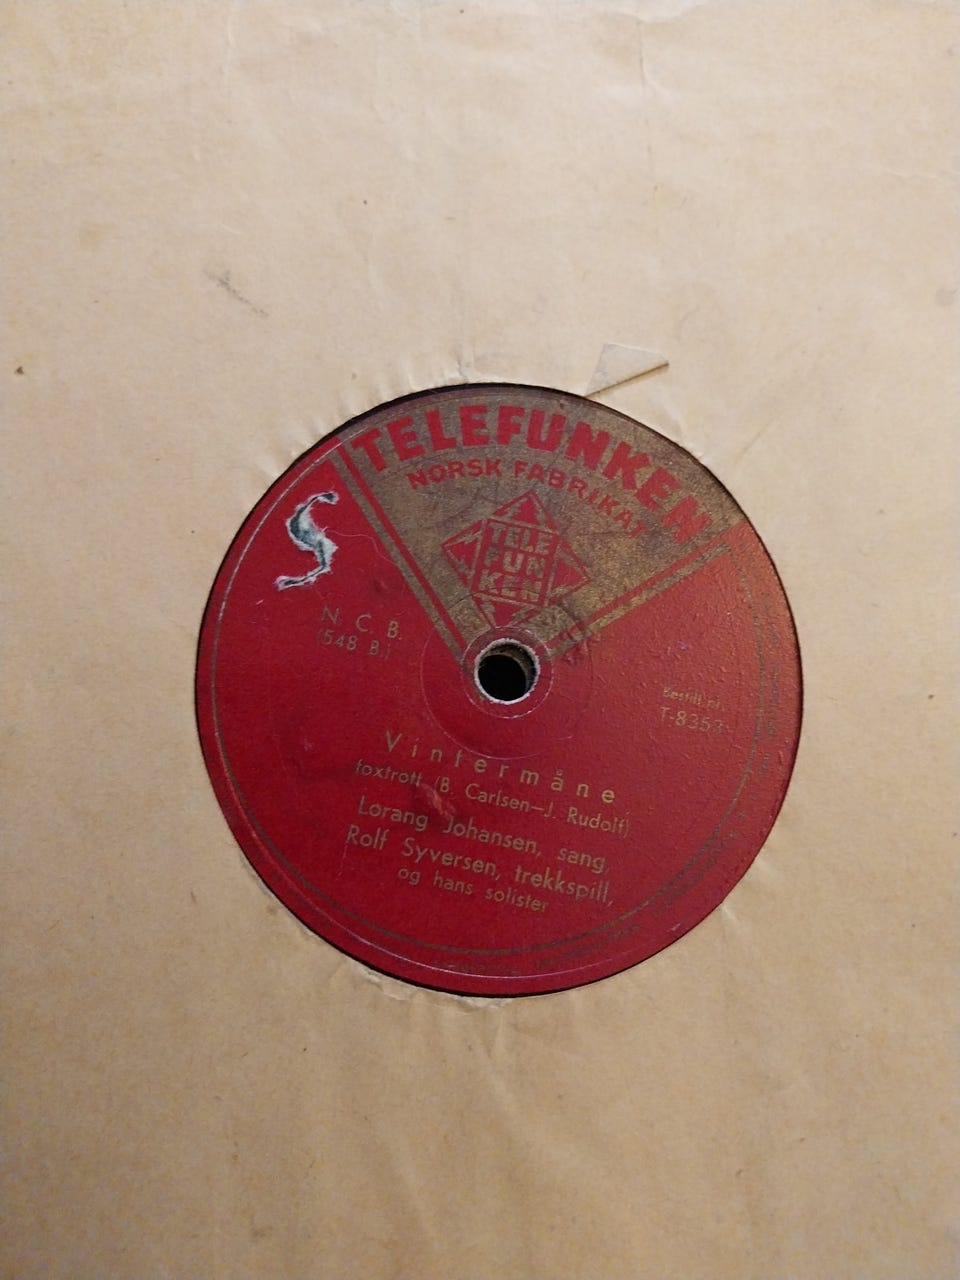 TELEFUNKEN
NORSK FABRIKAT
TELE
FUN
KEN
S
N. C. B.
(548 B.)
Bestill.nr.
T-8353
Vintermåne
foxtrott (B. Carlsen—J. Rudolf)
Lorang Johansen, sang,
Rolf Syversen, trekkspill,
og hans solister